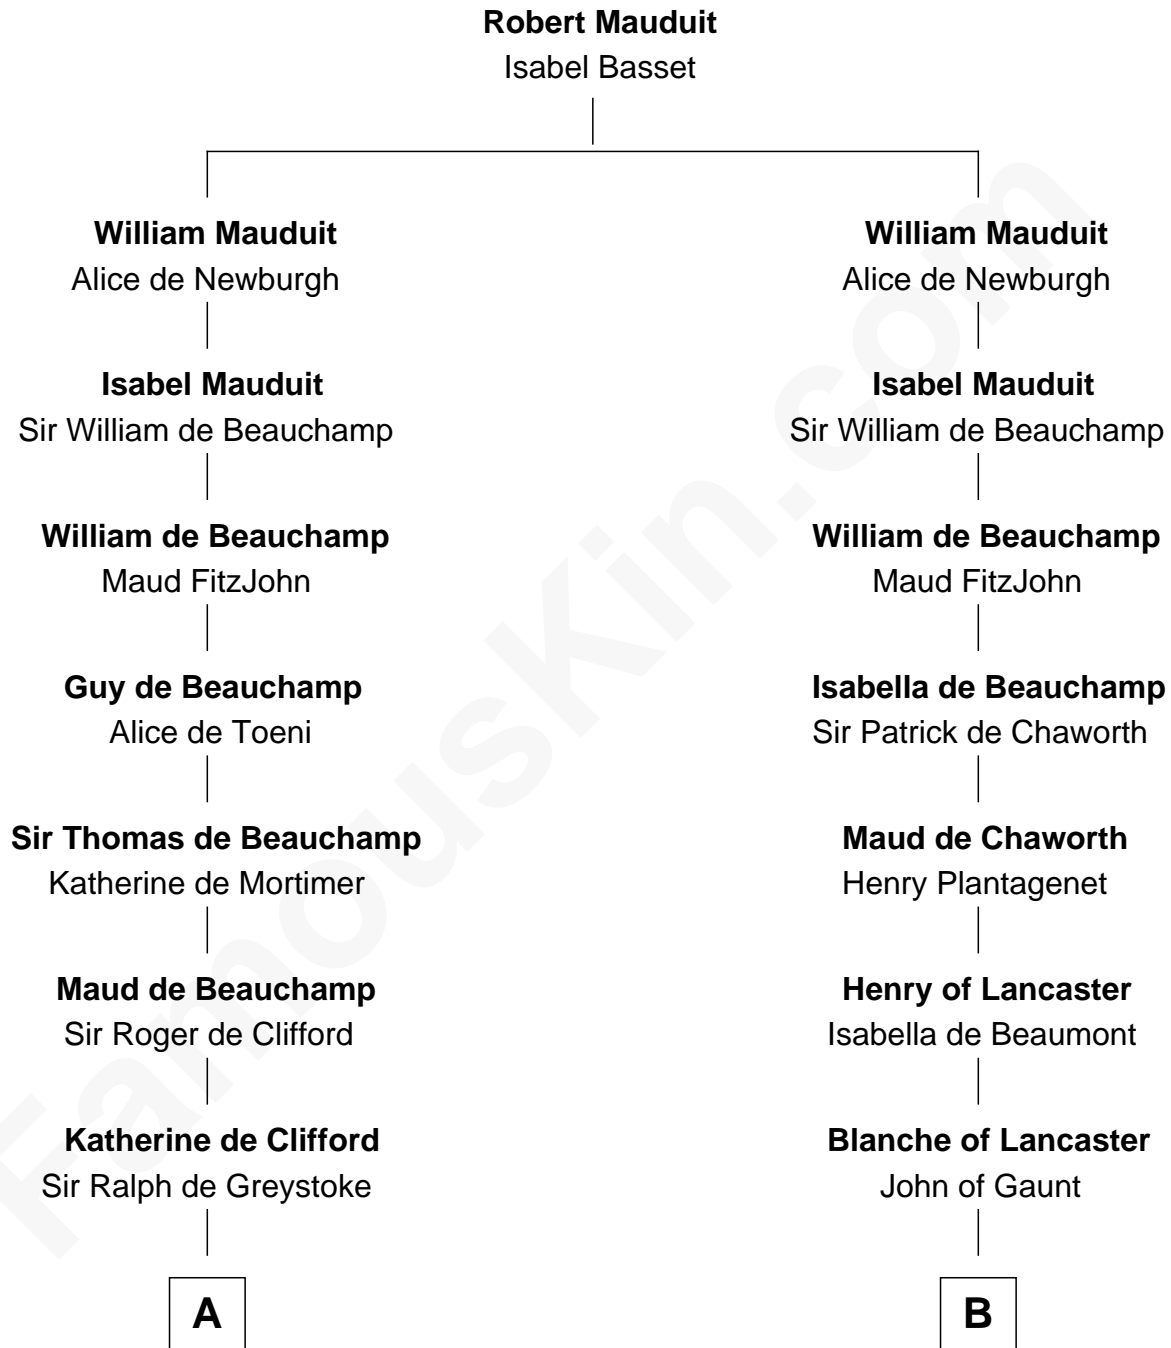 Robert Mauduit
Isabel Basset
William Mauduit
Alice de Newburgh
Isabel Mauduit
Sir William de Beauchamp
William de Beauchamp
Maud FitzJohn
Guy de Beauchamp
Alice de Toeni
Sir Thomas de Beauchamp
Katherine de Mortimer
Maud de Beauchamp
Sir Roger de Clifford
Katherine de Clifford
Sir Ralph de Greystoke
A
William Mauduit
Alice de Newburgh
Isabel Mauduit
Sir William de Beauchamp
William de Beauchamp
Maud FitzJohn
Isabella de Beauchamp
Sir Patrick de Chaworth
Maud de Chaworth
Henry Plantagenet
Henry of Lancaster
Isabella de Beaumont
Blanche of Lancaster
John of Gaunt
B
FamousKin.com